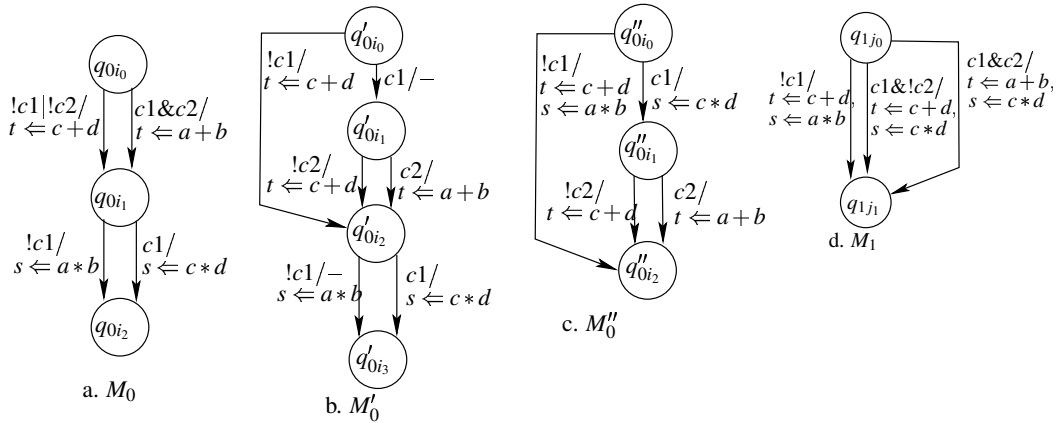 q0i0
!c1|!c2/
t ⇐ c+d
c1&c2/
t ⇐ a+b
q0i1
!c1/
s ⇐ a∗b
c1/
s ⇐ c∗d
q0i2
a. M0
q′0i0
!c1/
t ⇐ c+d
c1/−
q′0i1
!c2/
t ⇐ c+d
c2/
t ⇐ a+b
q′0i2
!c1/−
s ⇐ a∗b
c1/
s ⇐ c∗d
q′0i3
b. M′0
q′′0i0
!c1/
t ⇐ c+d
s ⇐ a∗b
c1/
s ⇐ c∗d
q′′0i1
!c2/
t ⇐ c+d
c2/
t ⇐ a+b
q′′0i2
c. M′′0
q1j0
!c1/
t ⇐ c+d,
s ⇐ a∗b
c1&!c2/
t ⇐ c+d,
s ⇐ c∗d
c1&c2/
t ⇐ a+b,
s ⇐ c∗d
q1j1
d. M1